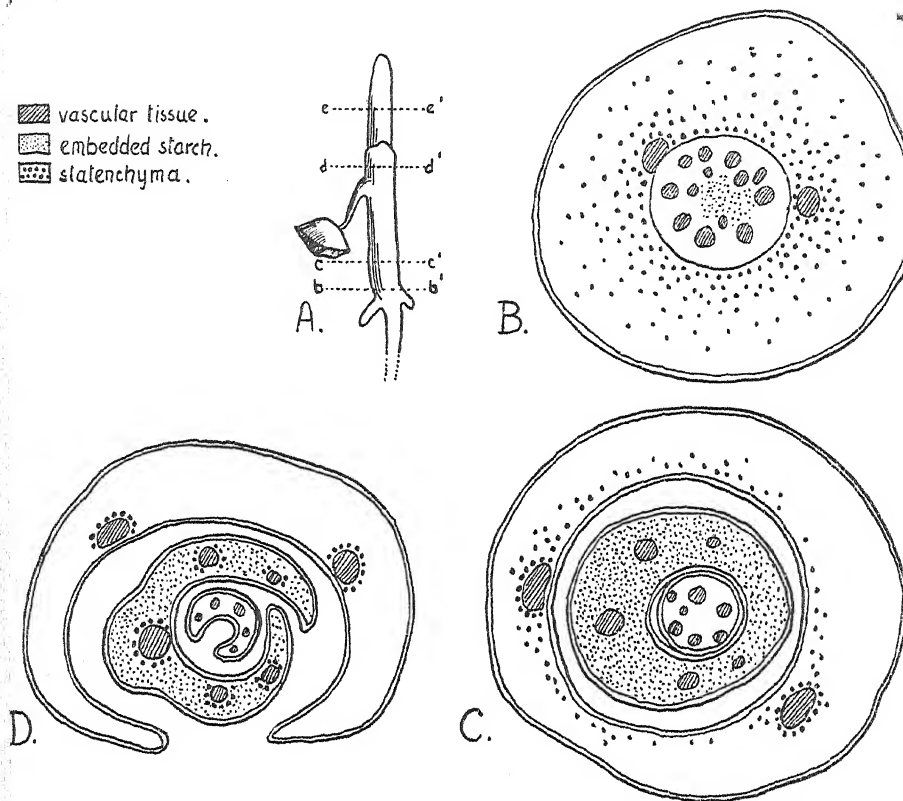 vascular tissue.
embedded starch.
statenchyma.
e e'
d d'
c c'
b b'
A.
B.
D.
C.